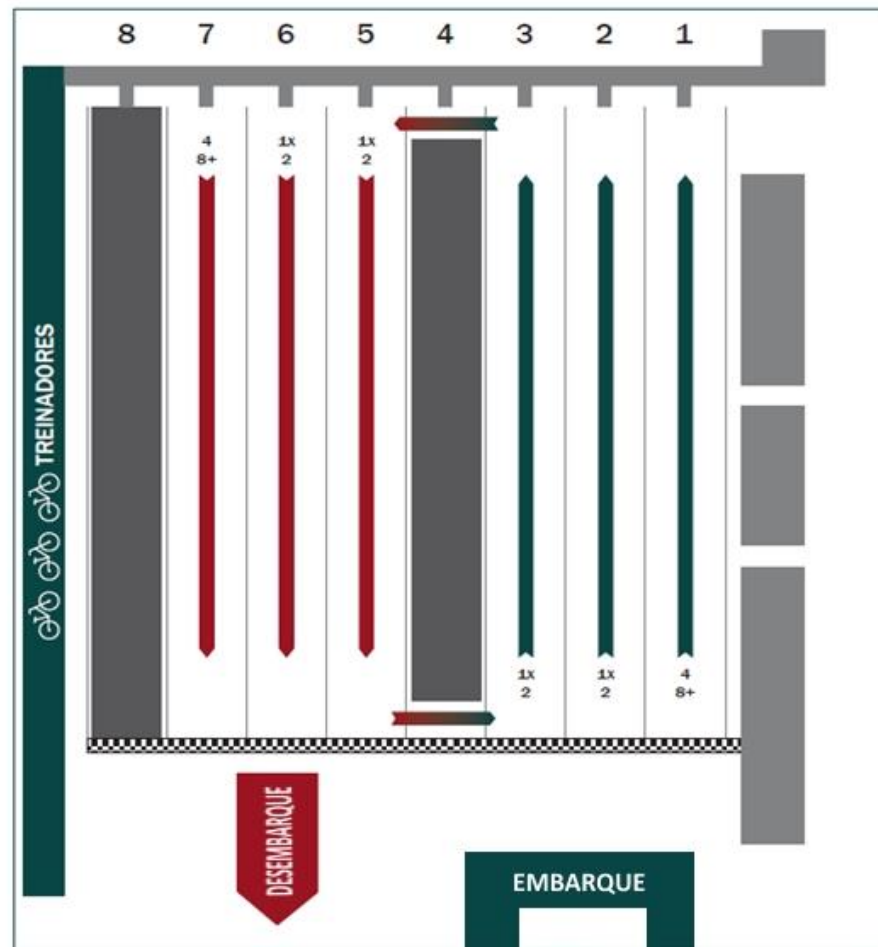 8 7 6 5 4 3 2 1
4 1x 1x
8+ 2 2
TREINADORES
1x 1x 4
2 2 8+
DESEMBARQUE
EMBARQUE